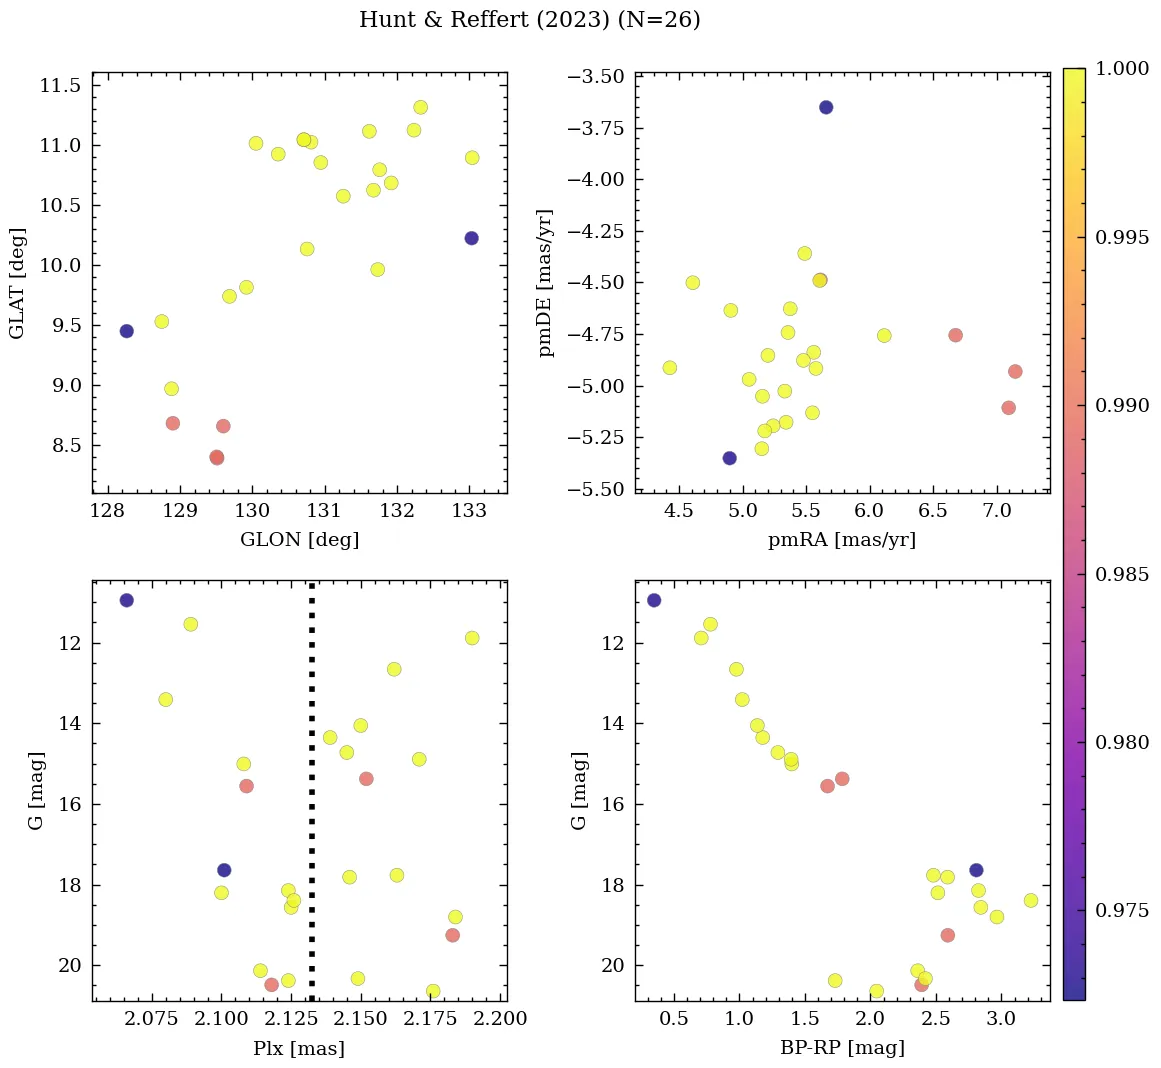 Hunt & Reffert (2023) (N=26)
11.5
11.0
10.5
10.0
9.5
9.0
8.5
GLAT [deg]
128 129 130 131 132 133
GLON [deg]
−3.50
−3.75
−4.00
−4.25
−4.50
−4.75
−5.00
−5.25
−5.50
pmDE [mas/yr]
4.5 5.0 5.5 6.0 6.5 7.0
pmRA [mas/yr]
12
14
16
18
20
G [mag]
2.075 2.100 2.125 2.150 2.175 2.200
Plx [mas]
12
14
16
18
20
G [mag]
0.5 1.0 1.5 2.0 2.5 3.0
BP-RP [mag]
1.000
0.995
0.990
0.985
0.980
0.975